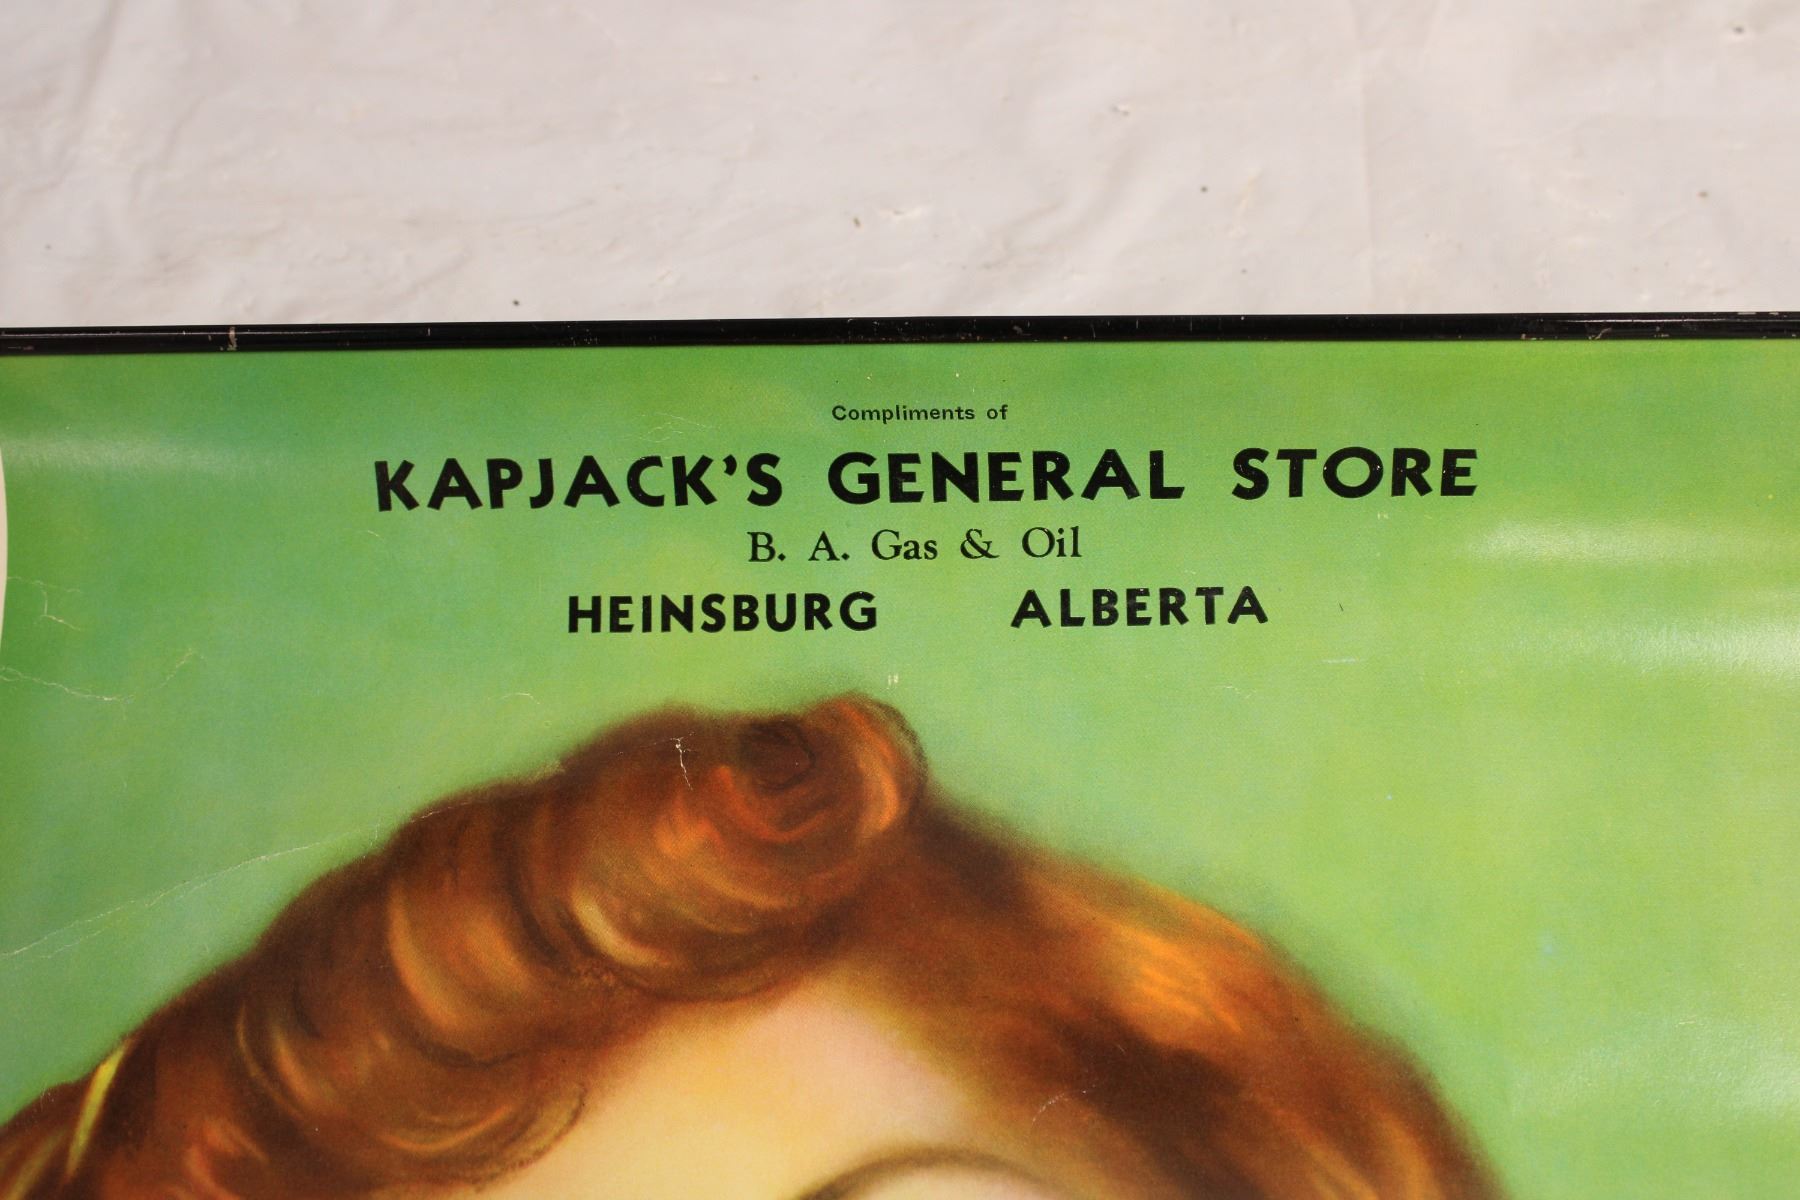 Compliments of
KAPJACK'S GENERAL STORE
B. A. Gas & Oil
HEINSBURG ALBERTA